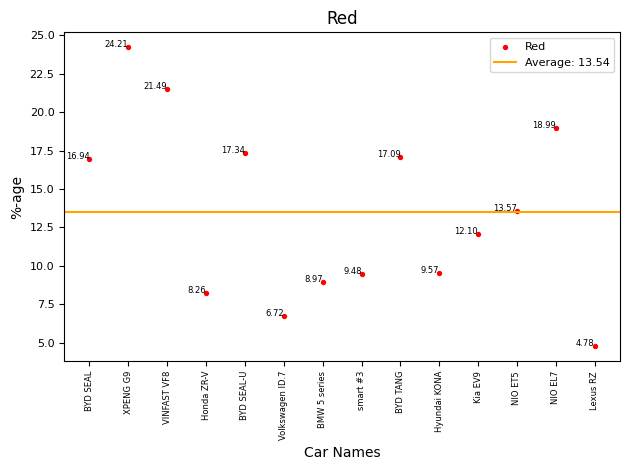 Red
%-age
25.0
22.5
20.0
17.5
15.0
12.5
10.0
7.5
5.0
Red
Average: 13.54
16.94
24.21
21.49
8.26
17.34
6.72
8.97
9.48
17.09
9.57
12.10
13.57
18.99
4.78
BYD SEAL
XPENG G9
VINFAST VF8
Honda ZR-V
BYD SEAL-U
Volkswagen ID.7
BMW 5 series
smart #3
BYD TANG
Hyundai KONA
Kia EV9
NIO ET5
NIO EL7
Lexus RZ
Car Names